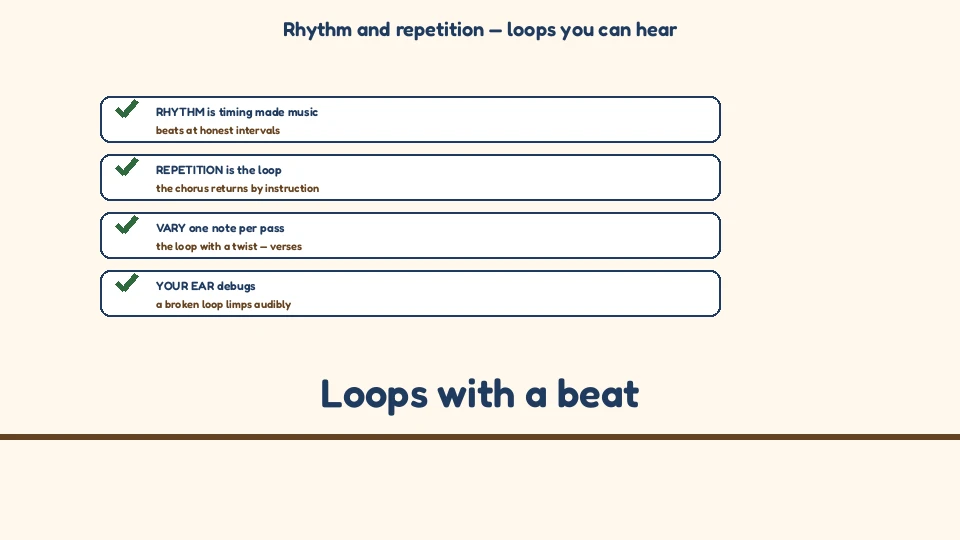 Rhythm and repetition — loops you can hear
RHYTHM is timing made music
beats at honest intervals
REPETITION is the loop
the chorus returns by instruction
VARY one note per pass
the loop with a twist — verses
YOUR EAR debugs
a broken loop limps audibly
Loops with a beat